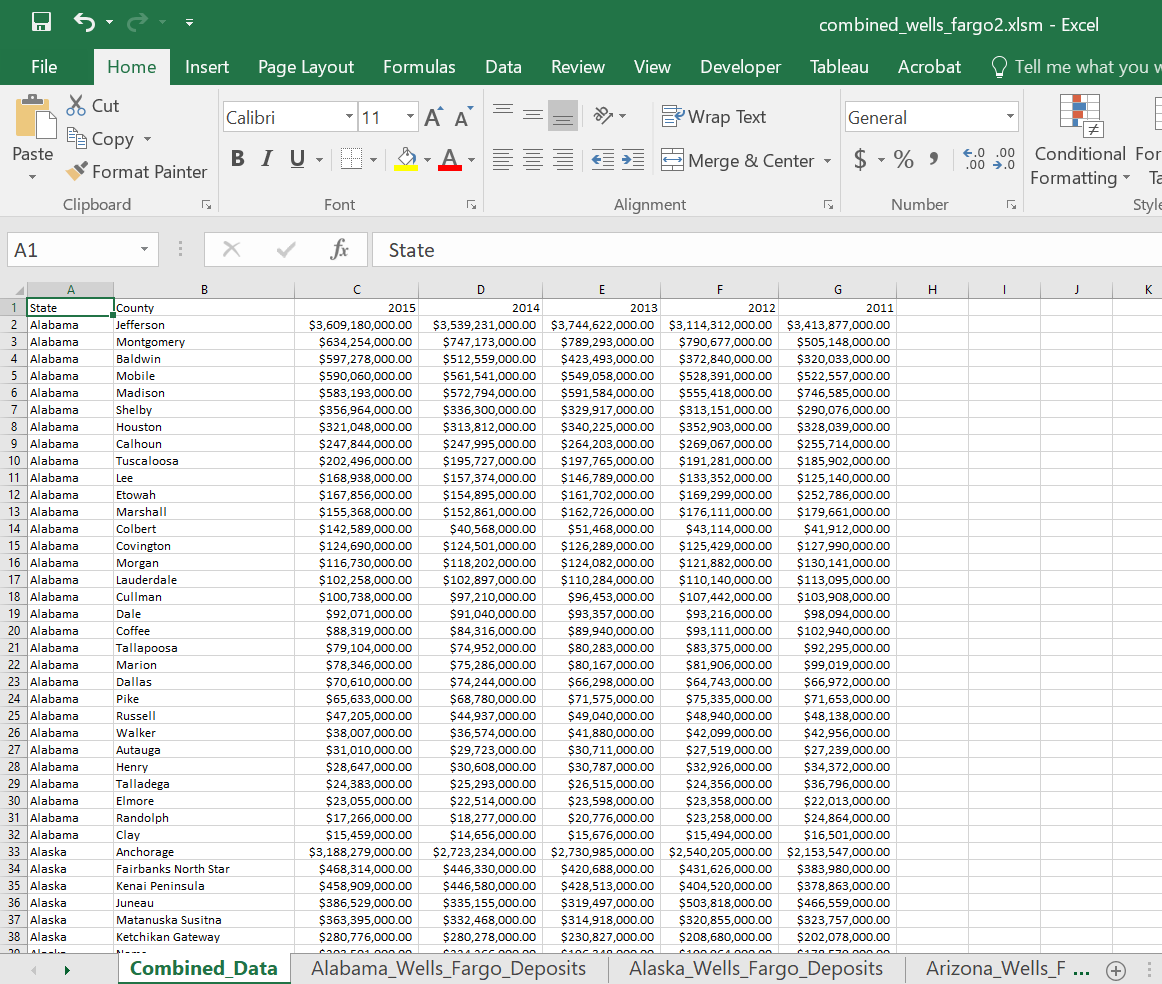 combined_wells_fargo2.xlsm - Excel
File Home Insert Page Layout Formulas Data Review View Developer Tableau Acrobat Tell me what you w
Paste
Cut
Copy
Format Painter
Clipboard
Calibri 11 A A
B I U A
Font
Wrap Text
Merge & Center
Alignment
General
$ % , .00 .00
Number
Conditional
Formatting
For
Ta
Style
A1 fx State
A B C D E F G H I J K
1 State County 2015 2014 2013 2012 2011
2 Alabama Jefferson $3,609,180,000.00 $3,539,231,000.00 $3,744,622,000.00 $3,114,312,000.00 $3,413,877,000.00
3 Alabama Montgomery $634,254,000.00 $747,173,000.00 $789,293,000.00 $790,677,000.00 $505,148,000.00
4 Alabama Baldwin $597,278,000.00 $512,559,000.00 $423,493,000.00 $372,840,000.00 $320,033,000.00
5 Alabama Mobile $590,060,000.00 $561,541,000.00 $549,058,000.00 $528,391,000.00 $522,557,000.00
6 Alabama Madison $583,193,000.00 $572,794,000.00 $591,584,000.00 $555,418,000.00 $746,585,000.00
7 Alabama Shelby $356,964,000.00 $336,300,000.00 $329,917,000.00 $313,151,000.00 $290,076,000.00
8 Alabama Houston $321,048,000.00 $313,812,000.00 $340,225,000.00 $352,903,000.00 $328,039,000.00
9 Alabama Calhoun $247,844,000.00 $247,995,000.00 $264,203,000.00 $269,067,000.00 $255,714,000.00
10 Alabama Tuscaloosa $202,496,000.00 $195,727,000.00 $197,765,000.00 $191,281,000.00 $185,902,000.00
11 Alabama Lee $168,938,000.00 $157,374,000.00 $146,789,000.00 $133,352,000.00 $125,140,000.00
12 Alabama Etowah $167,856,000.00 $154,895,000.00 $161,702,000.00 $169,299,000.00 $252,786,000.00
13 Alabama Marshall $155,368,000.00 $152,861,000.00 $162,726,000.00 $176,111,000.00 $179,661,000.00
14 Alabama Colbert $142,589,000.00 $40,568,000.00 $51,468,000.00 $43,114,000.00 $41,912,000.00
15 Alabama Covington $124,690,000.00 $124,501,000.00 $126,289,000.00 $125,429,000.00 $127,990,000.00
16 Alabama Morgan $116,730,000.00 $118,202,000.00 $124,082,000.00 $121,882,000.00 $130,141,000.00
17 Alabama Lauderdale $102,258,000.00 $102,897,000.00 $110,284,000.00 $110,140,000.00 $113,095,000.00
18 Alabama Cullman $100,738,000.00 $97,210,000.00 $96,453,000.00 $107,442,000.00 $103,908,000.00
19 Alabama Dale $92,071,000.00 $91,040,000.00 $93,357,000.00 $93,216,000.00 $98,094,000.00
20 Alabama Coffee $88,319,000.00 $84,316,000.00 $89,940,000.00 $93,111,000.00 $102,940,000.00
21 Alabama Tallapoosa $79,104,000.00 $74,952,000.00 $80,283,000.00 $83,375,000.00 $92,295,000.00
22 Alabama Marion $78,346,000.00 $75,286,000.00 $80,167,000.00 $81,906,000.00 $99,019,000.00
23 Alabama Dallas $70,610,000.00 $74,244,000.00 $66,298,000.00 $64,743,000.00 $66,972,000.00
24 Alabama Pike $65,633,000.00 $68,780,000.00 $71,575,000.00 $75,335,000.00 $71,653,000.00
25 Alabama Russell $47,205,000.00 $44,937,000.00 $49,040,000.00 $48,940,000.00 $48,138,000.00
26 Alabama Walker $38,007,000.00 $36,574,000.00 $41,880,000.00 $42,099,000.00 $42,956,000.00
27 Alabama Autauga $31,010,000.00 $29,723,000.00 $30,711,000.00 $27,519,000.00 $27,239,000.00
28 Alabama Henry $28,647,000.00 $30,608,000.00 $30,787,000.00 $32,926,000.00 $34,372,000.00
29 Alabama Talladega $24,383,000.00 $25,293,000.00 $26,515,000.00 $24,356,000.00 $36,796,000.00
30 Alabama Elmore $23,055,000.00 $22,514,000.00 $23,598,000.00 $23,358,000.00 $22,013,000.00
31 Alabama Randolph $17,266,000.00 $18,277,000.00 $20,776,000.00 $23,258,000.00 $24,864,000.00
32 Alabama Clay $15,459,000.00 $14,656,000.00 $15,676,000.00 $15,494,000.00 $16,501,000.00
33 Alaska Anchorage $3,188,279,000.00 $2,723,234,000.00 $2,730,985,000.00 $2,540,205,000.00 $2,153,547,000.00
34 Alaska Fairbanks North Star $468,314,000.00 $446,330,000.00 $420,688,000.00 $431,626,000.00 $383,980,000.00
35 Alaska Kenai Peninsula $458,909,000.00 $446,580,000.00 $428,513,000.00 $404,520,000.00 $378,863,000.00
36 Alaska Juneau $386,529,000.00 $335,155,000.00 $319,497,000.00 $503,818,000.00 $466,559,000.00
37 Alaska Matanuska Susitna $363,395,000.00 $332,468,000.00 $314,918,000.00 $320,855,000.00 $323,757,000.00
38 Alaska Ketchikan Gateway $280,776,000.00 $280,278,000.00 $230,827,000.00 $208,680,000.00 $202,078,000.00
Combined_Data Alabama_Wells_Fargo_Deposits Alaska_Wells_Fargo_Deposits Arizona_Wells_F ...